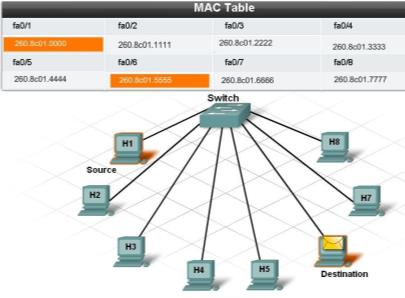 MAC Table
fa0/1 fa0/2 fa0/3 fa0/4
260.8c01.0000 260.8c01.1111 260.8c01.2222 260.8c01.3333
fa0/5 fa0/6 fa0/7 fa0/8
260.8c01.4444 260.8c01.5555 260.8c01.6666 260.8c01.7777
Switch
H1
H8
Source
H2
H7
H3
H4
H5
Destination